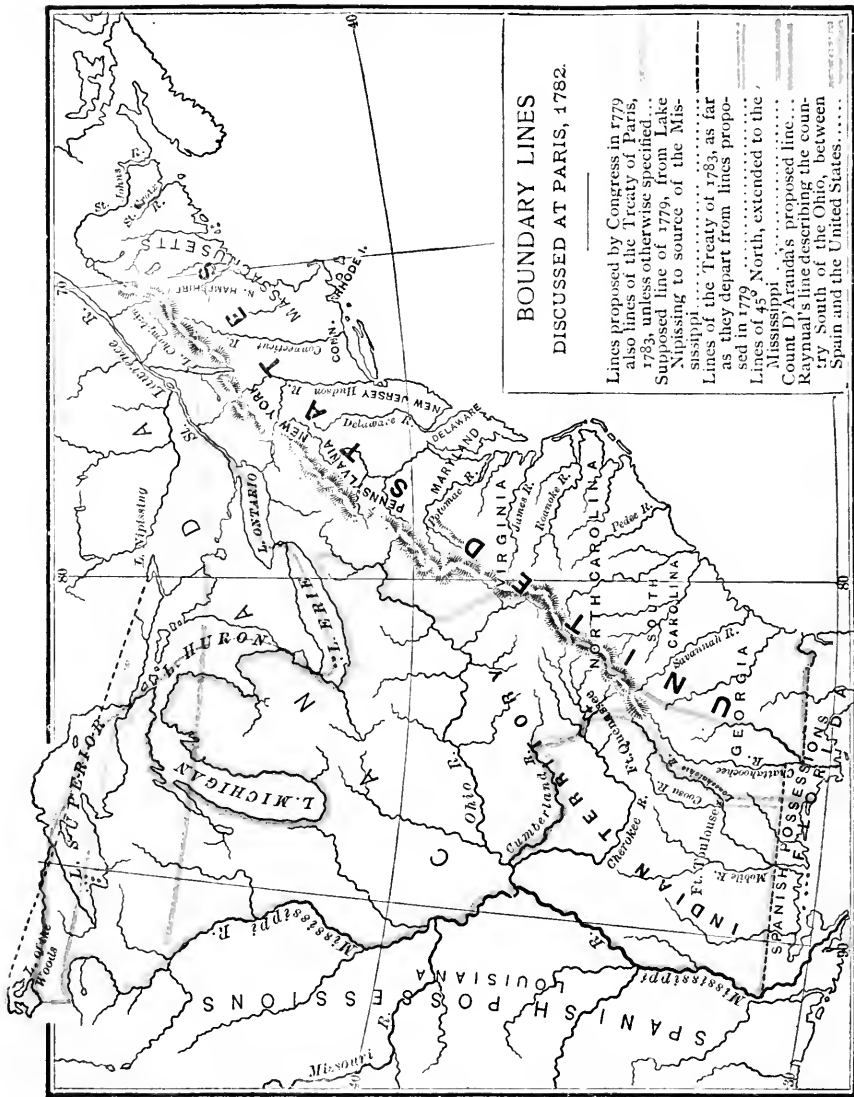 BOUNDARY LINES
DISCUSSED AT PARIS, 1782.
Lines proposed by Congress in 1779
also lines of the Treaty of Paris,
1783, unless otherwise specified...
Supposed line of 1779, from Lake
Nipissing to source of the Mis-
sissippi
Lines of the Treaty of 1783, as far
as they depart from lines propo-
sed in 1779
Lines of 45° North, extended to the
Mississippi
Count D'Aranda's proposed line...
Raynual's line describing the coun-
try South of the Ohio, between
Spain and the United States
70
40
80
80
90
90
30
L. of the
Woods
L. SUPERIOR
L. Nipissing
L. HURON
L. MICHIGAN
L. ERIE
L. ONTARIO
CANADA
St. Lawrence R.
L. Champlain
St. Johns
R.
St. Croix
R.
MASSACHUSETTS
N. HAMPSHIRE
MASSACHUSETTS
RHODE I.
CONN.
Connecticut
R.
NEW YORK
Hudson
R.
NEW JERSEY
PENNSYLVANIA
Delaware R.
DELAWARE
MARYLAND
Potomac R.
VIRGINIA
James R.
Roanoke R.
NORTH CAROLINA
Pedee R.
SOUTH
CAROLINA
Savannah R.
GEORGIA
UNITED STATES
Ohio R.
Cumberland R.
Cherokee R.
INDIAN TERRITORY
Ft. Toulouse
Coosa R.
Chattahoochee
R.
Mobile R.
SPANISH POSSESSIONS
FLORIDA
Mississippi R.
Mississippi
R.
Missouri
R.
SPANISH POSSESSIONS
LOUISIANA